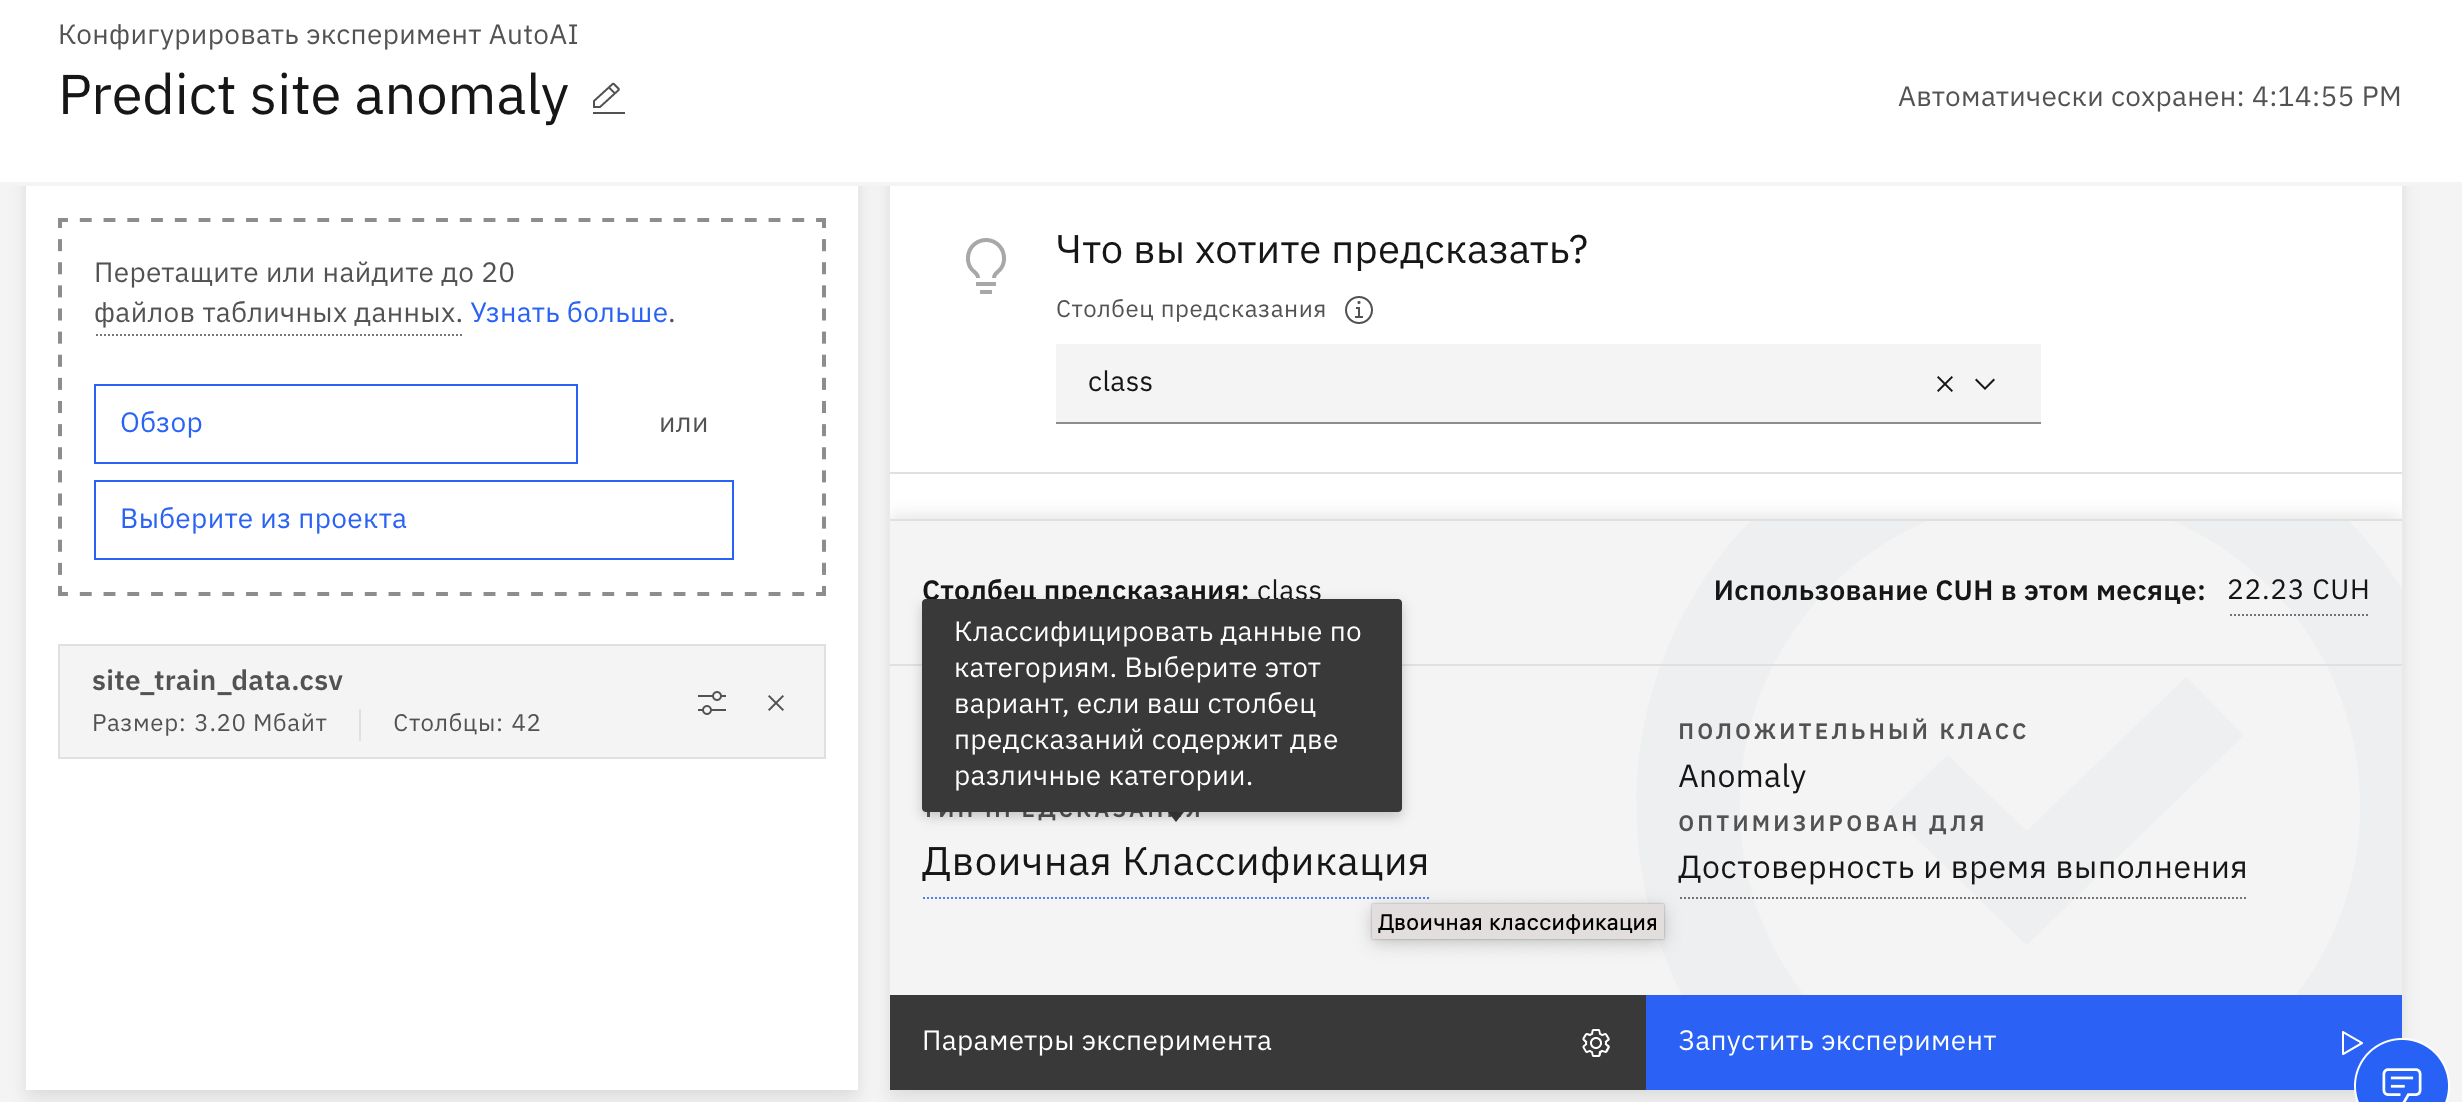 Конфигурировать эксперимент AutoAI
Predict site anomaly
Автоматически сохранен: 4:14:55 PM
Перетащите или найдите до 20
файлов табличных данных. Узнать больше.
Обзор
или
Выберите из проекта
site_train_data.csv
Размер: 3.20 Мбайт
Столбцы: 42
Что вы хотите предсказать?
Столбец предсказания
class
Столбец предсказания: class
Использование CUH в этом месяце: 22.23 CUH
Классифицировать данные по
категориям. Выберите этот
вариант, если ваш столбец
предсказаний содержит две
различные категории.
ТИП ПРЕДСКАЗАНИЯ
Двоичная Классификация
Двоичная классификация
ПОЛОЖИТЕЛЬНЫЙ КЛАСС
Anomaly
ОПТИМИЗИРОВАН ДЛЯ
Достоверность и время выполнения
Параметры эксперимента
Запустить эксперимент